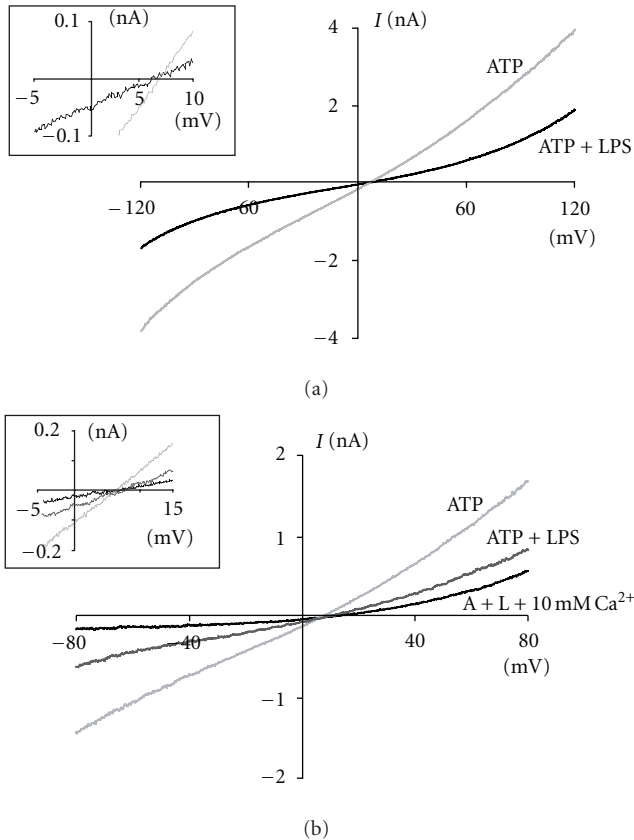 0.1
(nA)
−5
5
10
(mV)
−0.1
I (nA)
4
ATP
2
ATP + LPS
−120
60
60
120
(mV)
−2
−4
(a)
0.2
(nA)
−5
15
(mV)
−0.2
I (nA)
2
ATP
1
ATP + LPS
A + L + 10 mM Ca²⁺
−80
40
40
80
(mV)
−1
−2
(b)